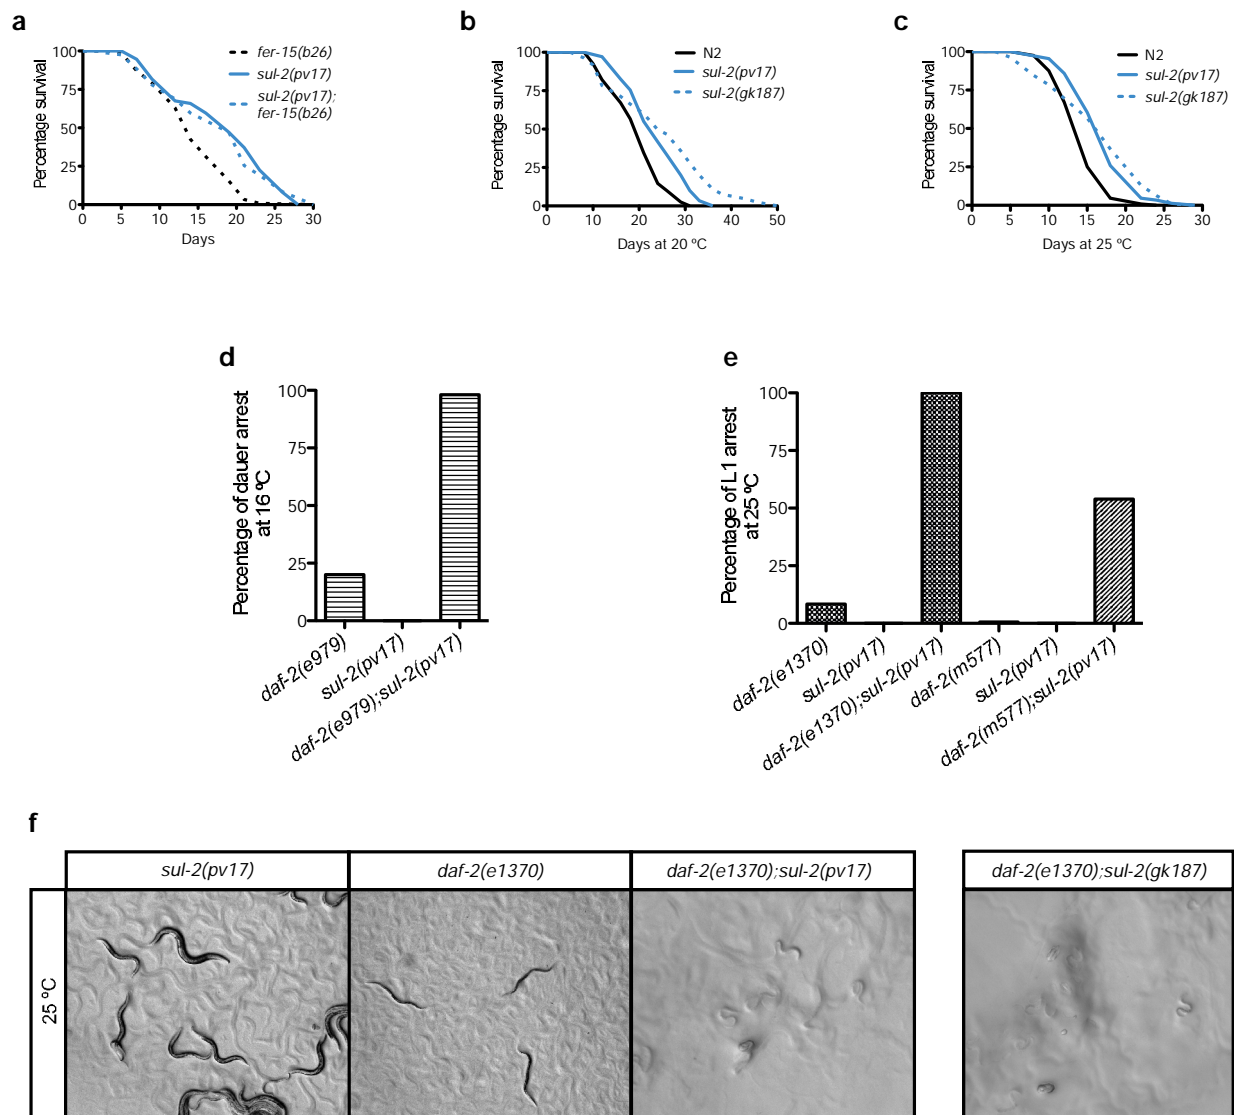 a
Percentage survival
100
75
50
25
0
0 5 10 15 20 25 30
Days
fer-15(b26)
sul-2(pv17)
sul-2(pv17);
fer-15(b26)
b
Percentage survival
100
75
50
25
0
0 10 20 30 40 50
Days at 20 ºC
N2
sul-2(pv17)
sul-2(gk187)
c
Percentage survival
100
75
50
25
0
0 5 10 15 20 25 30
Days at 25 ºC
N2
sul-2(pv17)
sul-2(gk187)
d
Percentage of dauer arrest
at 16 ºC
100
75
50
25
0
daf-2(e979)
sul-2(pv17)
daf-2(e979);sul-2(pv17)
e
Percentage of L1 arrest
at 25 ºC
100
75
50
25
0
daf-2(e1370)
sul-2(pv17)
daf-2(e1370);sul-2(pv17)
daf-2(m577)
sul-2(pv17)
daf-2(m577);sul-2(pv17)
f
sul-2(pv17)
daf-2(e1370)
daf-2(e1370);sul-2(pv17)
daf-2(e1370);sul-2(gk187)
25 ºC